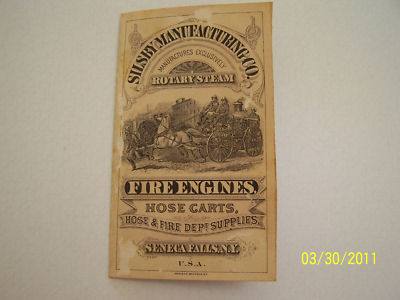 SILSBY MANUFACTURING CO.
MANUFACTURES EXCLUSIVELY
ROTARY STEAM
FIRE ENGINES,
HOSE CARTS,
HOSE & FIRE DEPT SUPPLIES,
SENECA FALLS, N.Y.
U.S.A.
03/30/2011